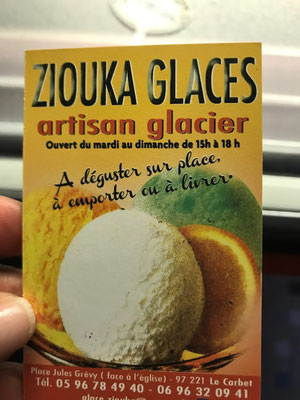 ZIOUKA GLACES
artisan glacier
Ouvert du mardi au dimanche de 15h à 18 h
A déguster sur place,
à emporter ou à livrer.
Place Jules Grévy ( face à l'église) - 97 221 Le Carbet
Tél. 05 96 78 49 40 - 06 96 32 09 41